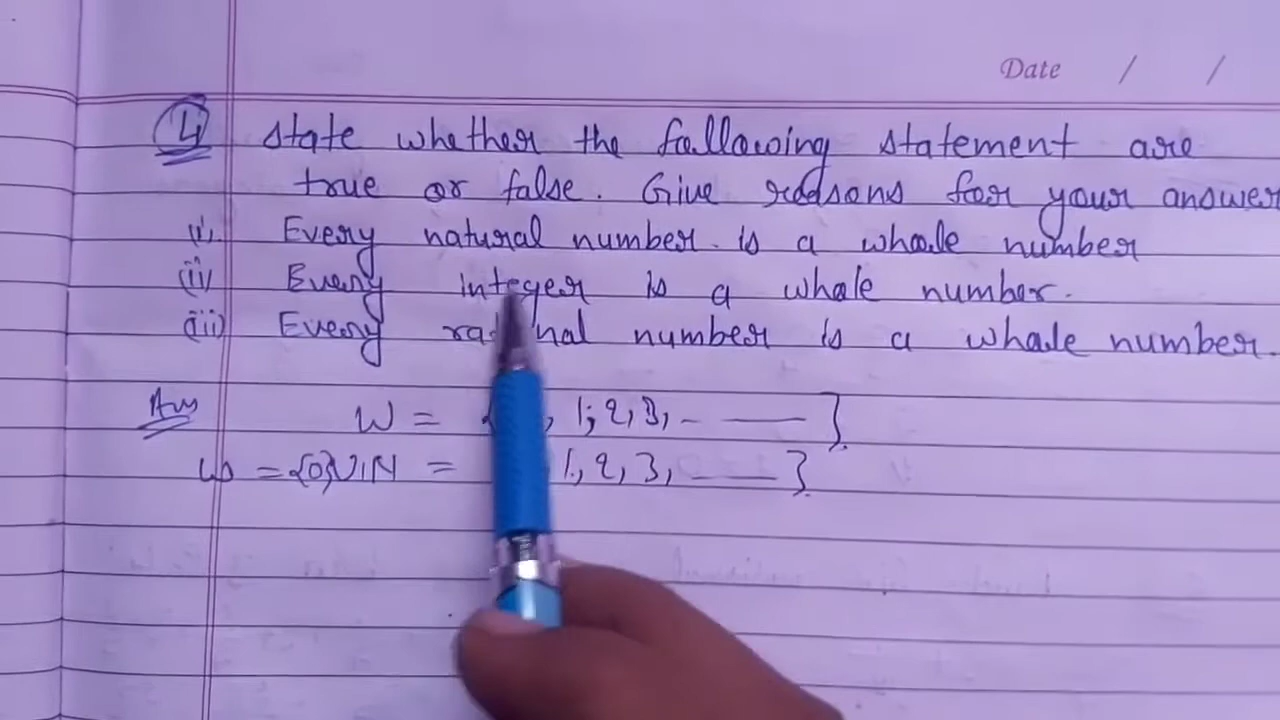 Date / /
4 State whether the following statement are
true or false. Give reasons for your answer
(i). Every natural number. is a whole number
(ii) Every integer is a whole number.
(iii) Every number is a whole number.
Ans W = , 1, 2, 3, - — }.
W = {0}UIN = 1, 2, 3, — }.